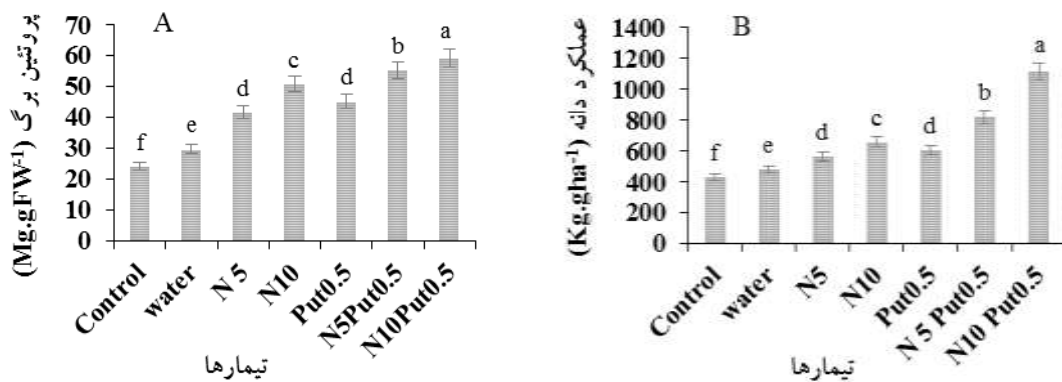 A
پروتئین برگ (Mg.gFW-1)
70
60
50
40
30
20
10
0
f
e
d
c
d
b
a
Control
water
N 5
N10
Put0.5
N5Put0.5
N10Put0.5
تیمارها
B
عملکرد دانه (Kg.gha-1)
1400
1200
1000
800
600
400
200
0
f
e
d
c
d
b
a
Control
water
N5
N10
Put0.5
N 5 Put0.5
N10 Put0.5
تیمارها